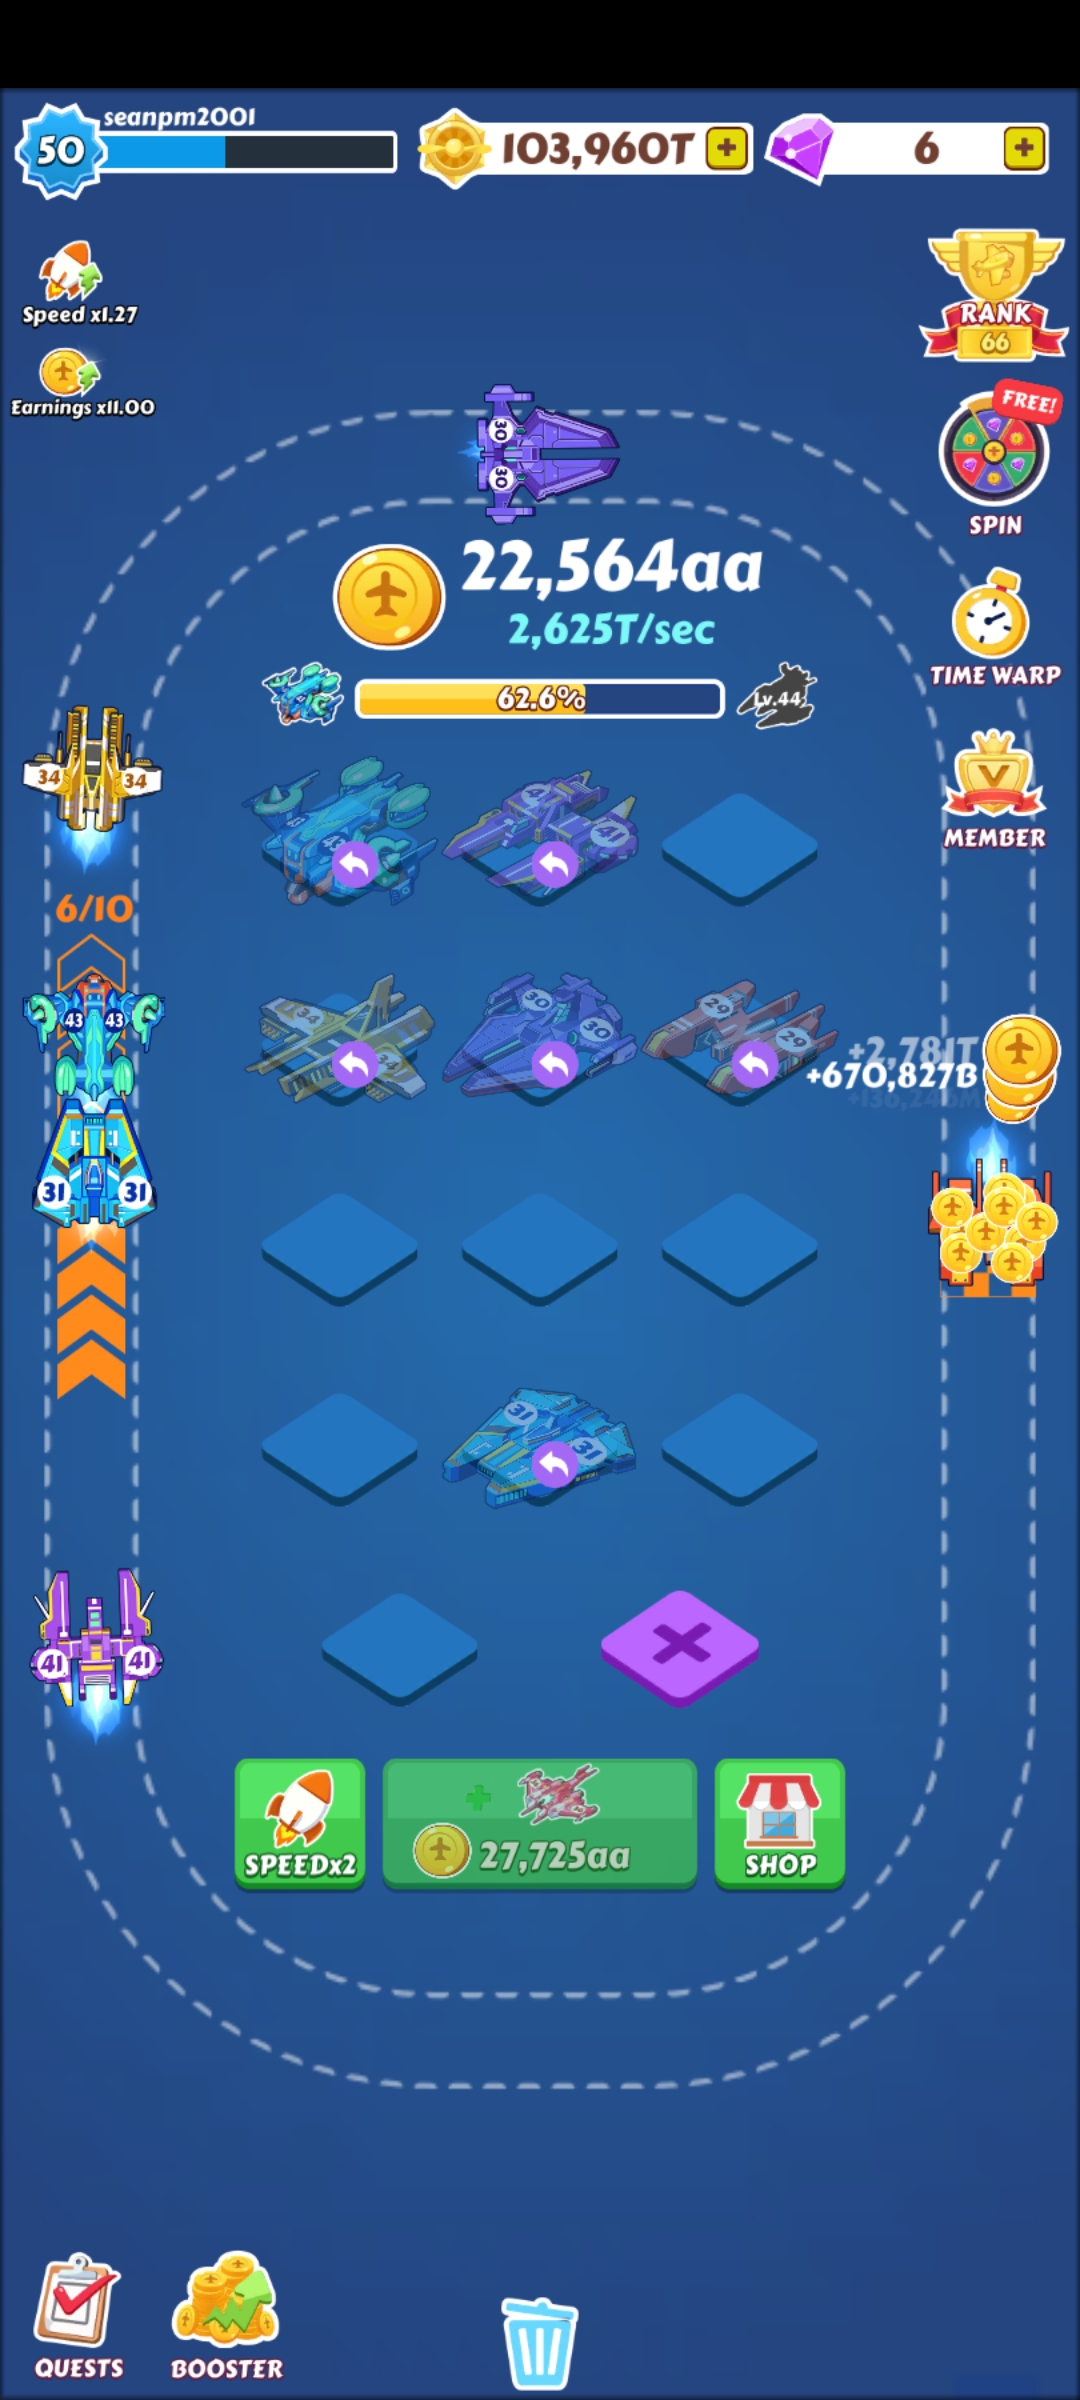 seanpm2001
50
103,960T
6
Speed x1.27
Earnings x11.00
RANK
66
FREE!
SPIN
30
30
22,564aa
2,625T/sec
TIME WARP
62.6%
Lv.44
MEMBER
34
34
43
41
41
6/10
43
43
34
34
30
30
29
29
+2,781T
+670,827B
31
31
31
31
41
41
SPEEDx2
27,725aa
SHOP
QUESTS
BOOSTER